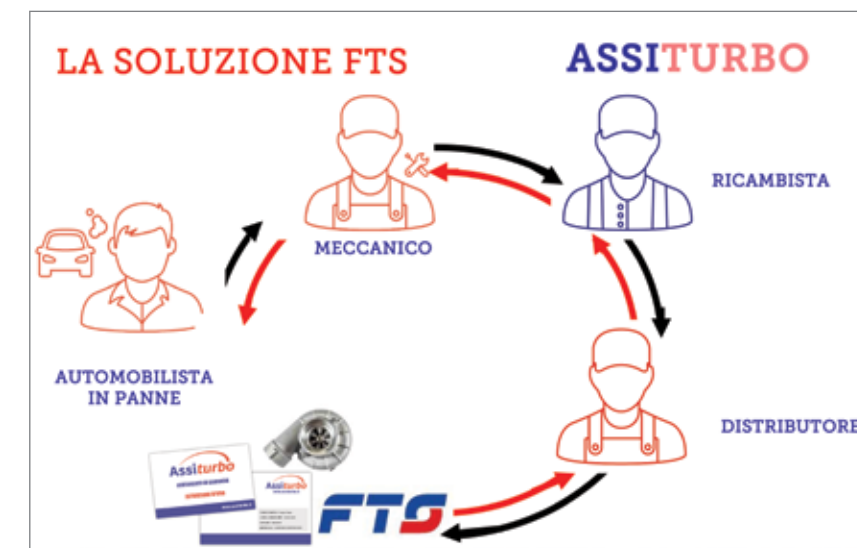 LA SOLUZIONE FTS
ASSITURBO
RICAMBISTA
MECCANICO
AUTOMOBILISTA
IN PANNE
DISTRIBUTORE
Assiturbo
Assiturbo
FTS